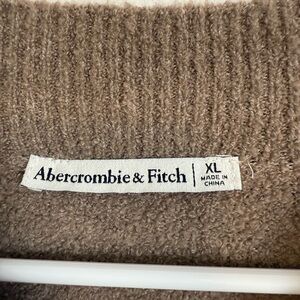 Abercrombie & Fitch
XL
MADE IN
CHINA